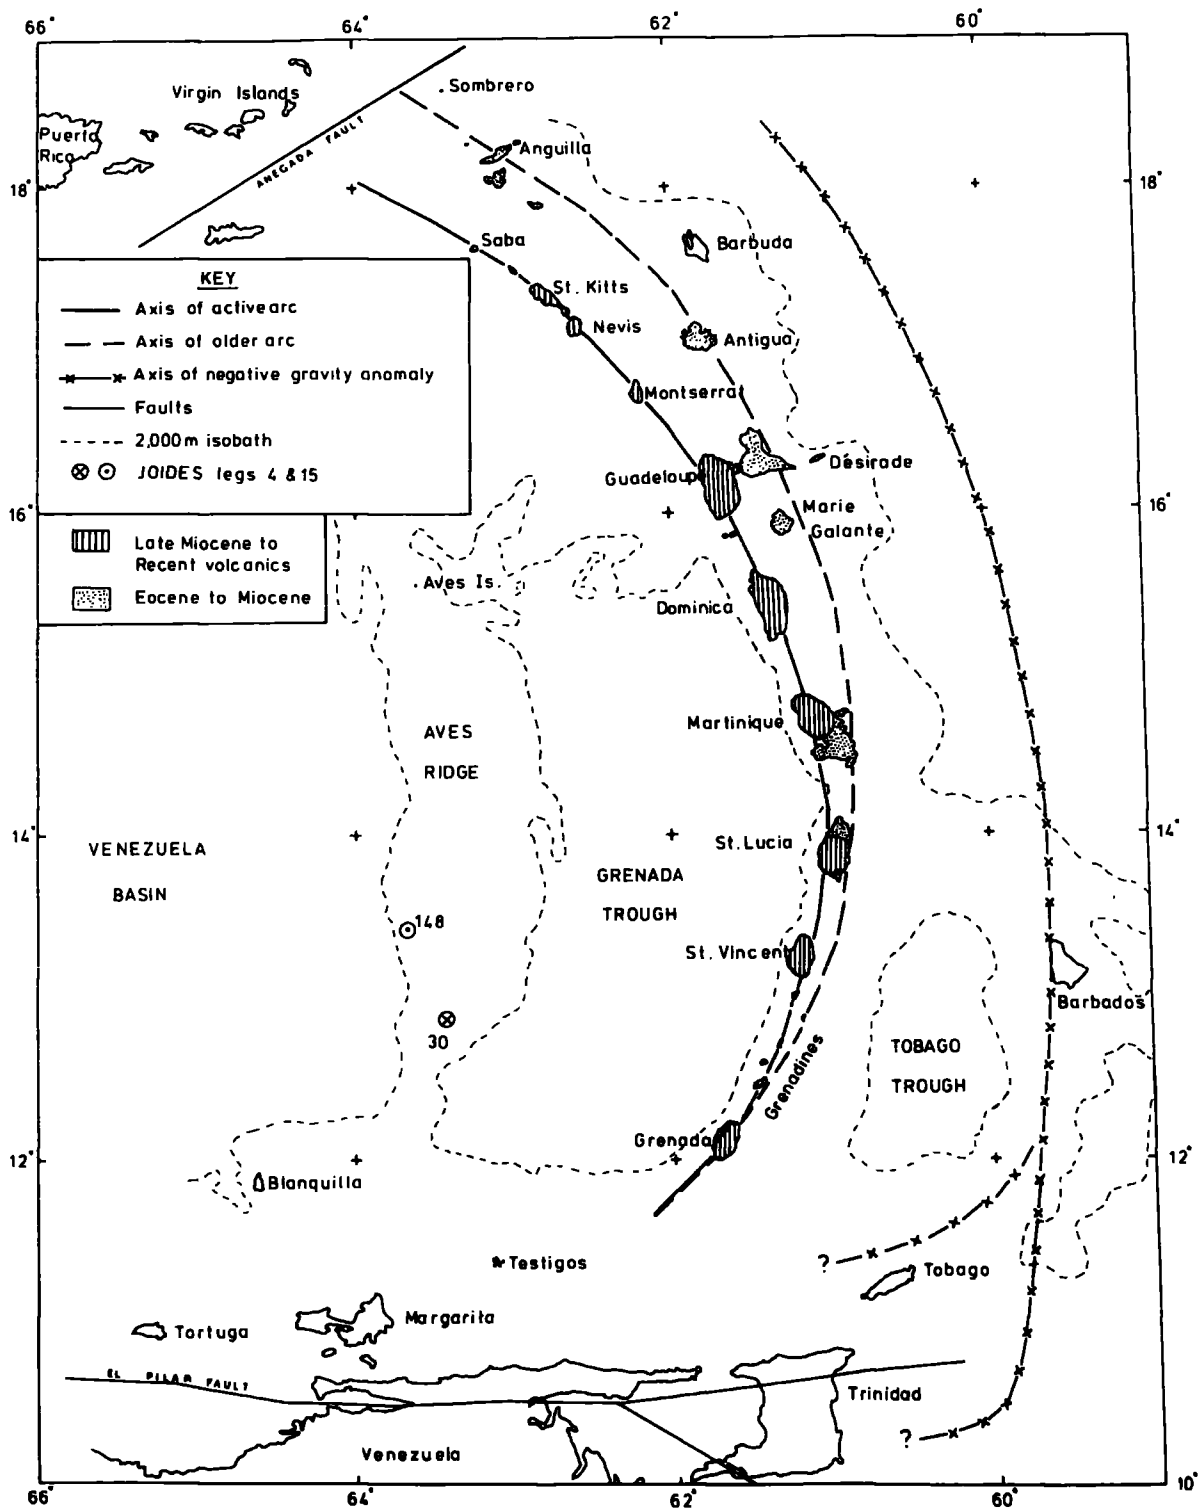 66°
64°
62°
60°
Sombrero
Virgin Islands
Puerto
Rico
ANEGADA FAULT
Anguilla
18°
18°
Saba
Barbuda
KEY
St. Kitts
Axis of active arc
Nevis
Antigua
Axis of older arc
Axis of negative gravity anomaly
Montserrat
Faults
2,000 m isobath
JOIDES legs 4 & 15
Désirade
Guadeloupe
Marie
Galante
16°
16°
Late Miocene to
Recent volcanics
Aves Is.
Eocene to Miocene
Dominica
Martinique
AVES
RIDGE
14°
14°
St. Lucia
VENEZUELA
BASIN
GRENADA
TROUGH
148
St. Vincent
Barbados
30
TOBAGO
TROUGH
Grenadines
Grenada
12°
12°
Blanquilla
?
Testigos
Tobago
Margarita
Tortuga
EL PILAR FAULT
Trinidad
?
Venezuela
10°
66°
64°
62°
60°